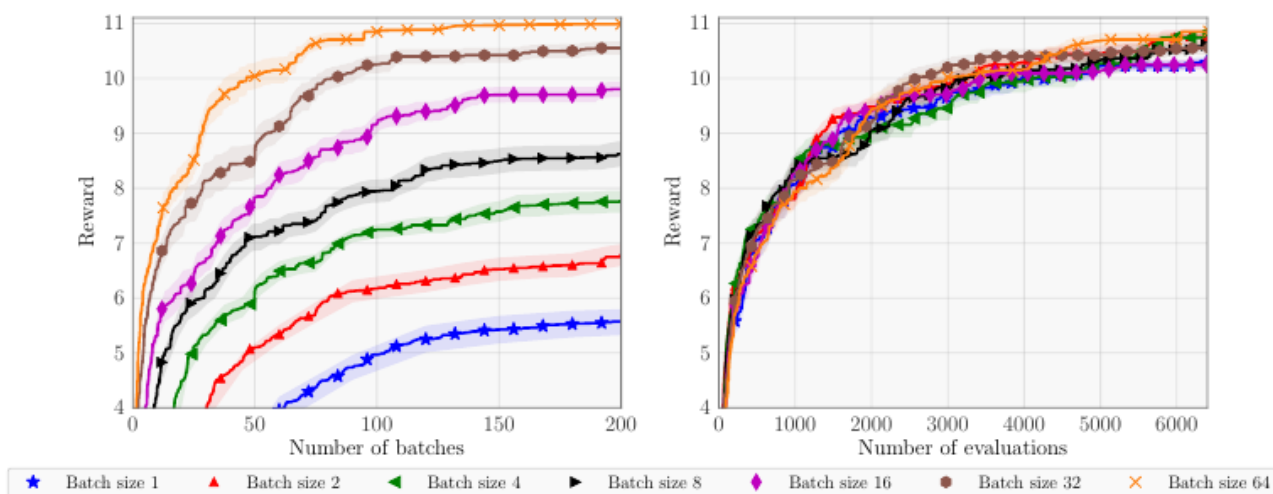 11
10
9
8
7
6
5
4
Reward
0 50 100 150 200
Number of batches
11
10
9
8
7
6
5
4
Reward
0 1000 2000 3000 4000 5000 6000
Number of evaluations
Batch size 1 Batch size 2 Batch size 4 Batch size 8 Batch size 16 Batch size 32 Batch size 64